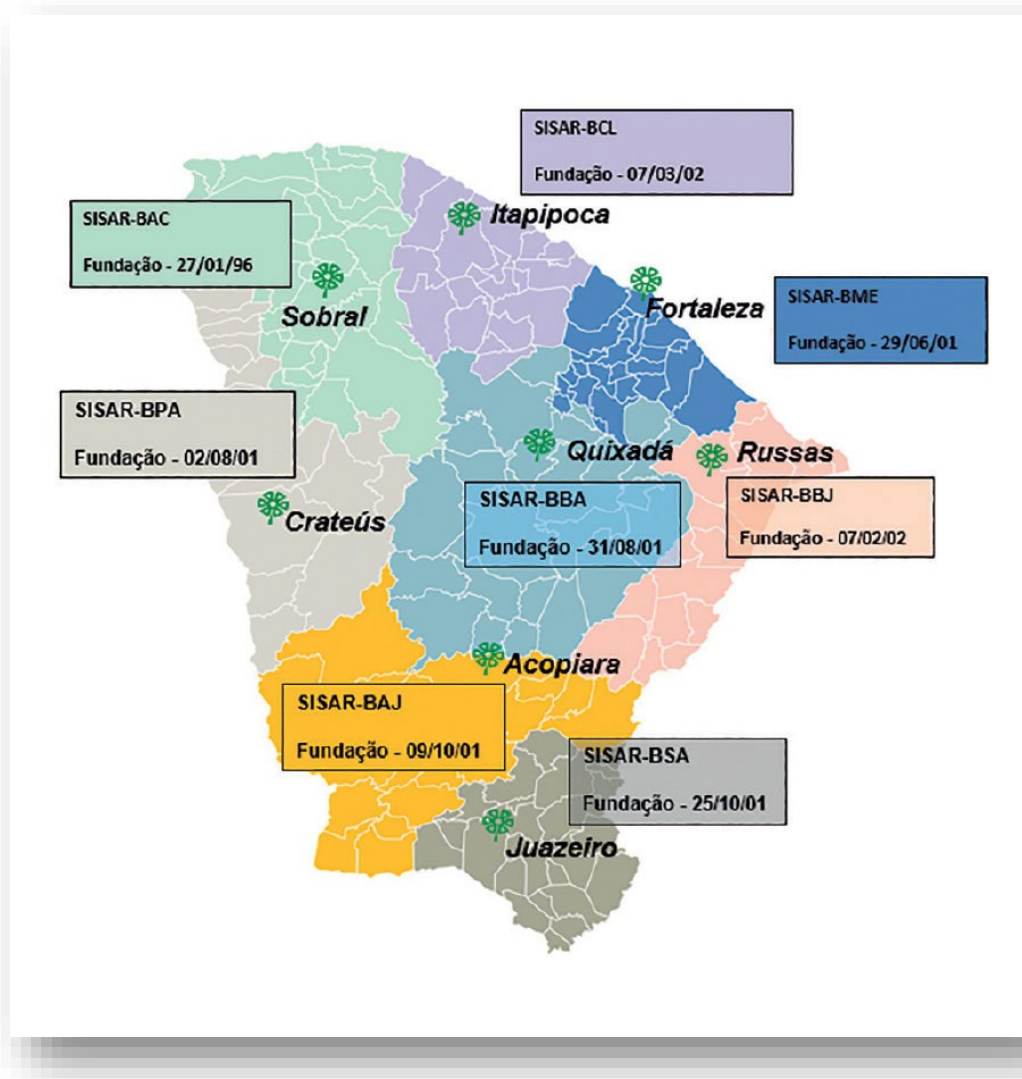 SISAR-BCL
Fundação - 07/03/02
Itapipoca
SISAR-BAC
Fundação - 27/01/96
Sobral
Fortaleza
SISAR-BME
Fundação - 29/06/01
SISAR-BPA
Fundação - 02/08/01
Crateús
Quixadá
Russas
SISAR-BBA
Fundação - 31/08/01
SISAR-BBJ
Fundação - 07/02/02
Acopiara
SISAR-BAJ
Fundação - 09/10/01
SISAR-BSA
Fundação - 25/10/01
Juazeiro